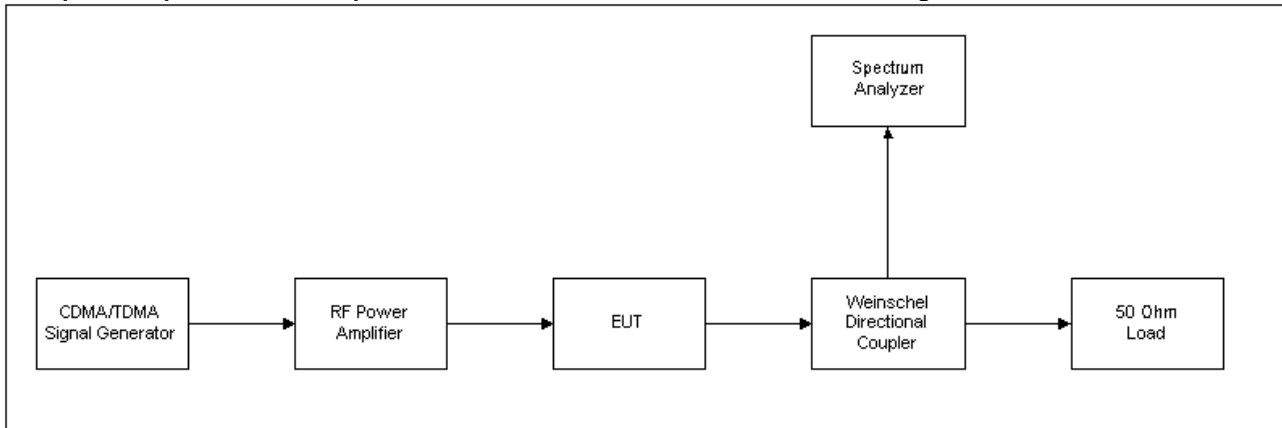 Spectrum
Analyzer
CDMA/TDMA
Signal Generator
RF Power
Amplifier
EUT
Weinschel
Directional
Coupler
50 Ohm
Load